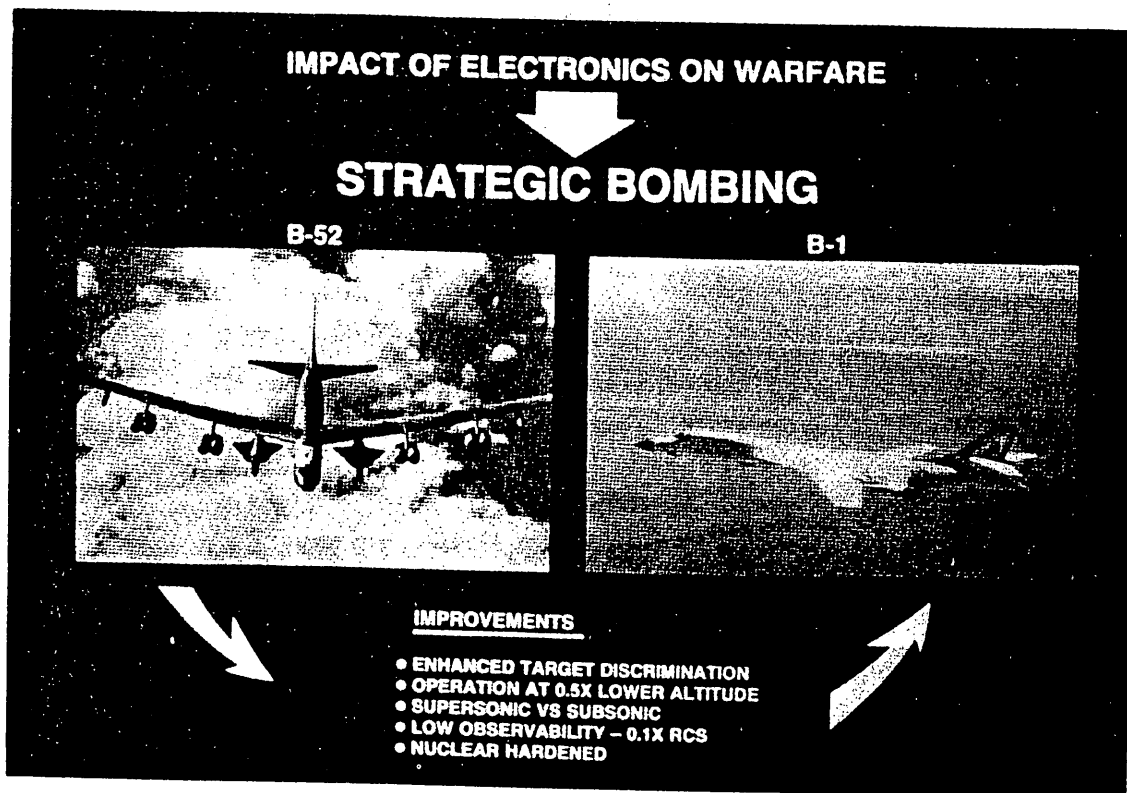 IMPACT OF ELECTRONICS ON WARFARE
STRATEGIC BOMBING
B-52
B-1
IMPROVEMENTS
● ENHANCED TARGET DISCRIMINATION
● OPERATION AT 0.5X LOWER ALTITUDE
● SUPERSONIC VS SUBSONIC
● LOW OBSERVABILITY – 0.1X RCS
● NUCLEAR HARDENED